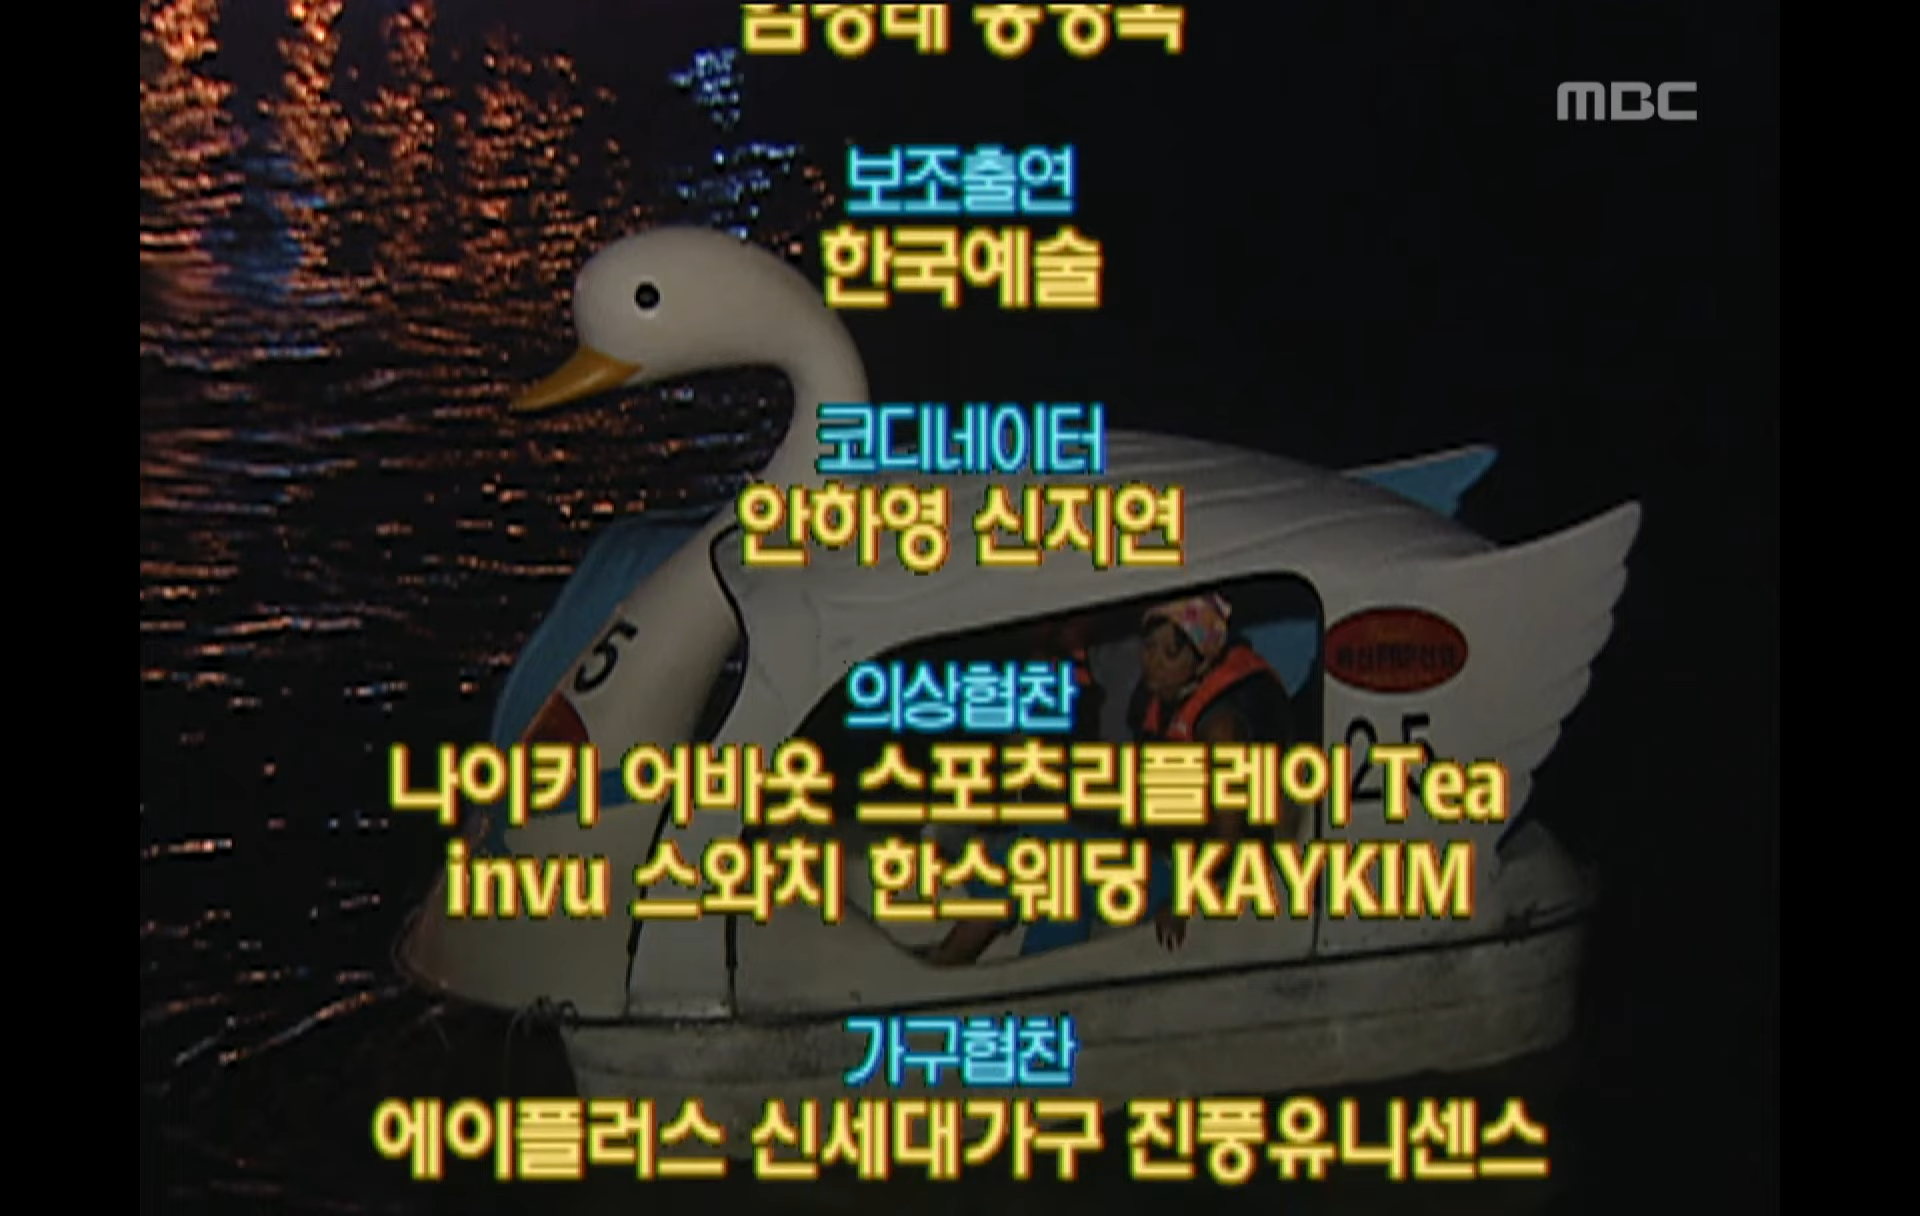 MBC
보조출연
한국예술
코디네이터
안하영 신지연
의상협찬
나이키 어바웃 스포츠리플레이 Tea
invu 스와치 한스웨딩 KAYKIM
가구협찬
에이플러스 신세대가구 진풍유니센스
5
25